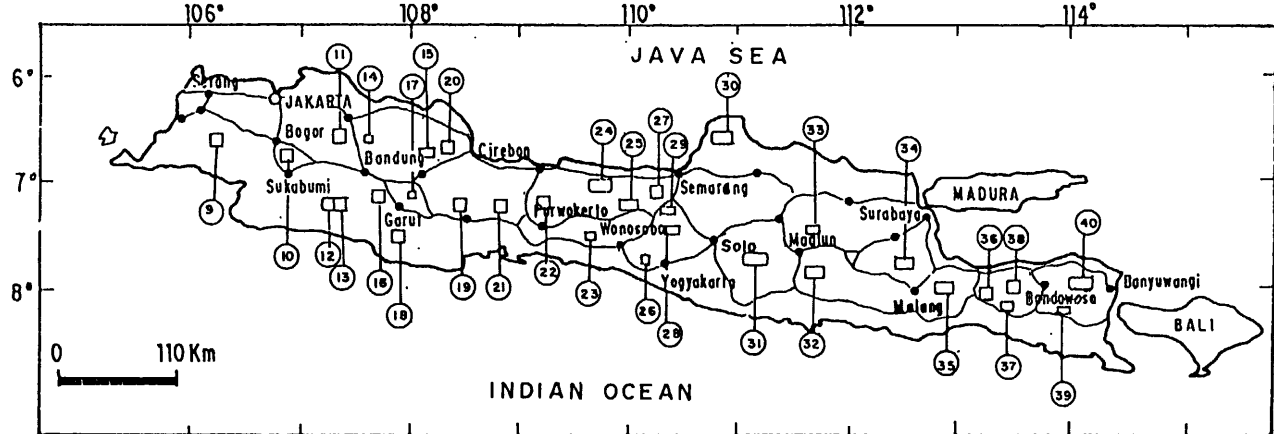 106° 108° 110° 112° 114°
JAVA SEA
6°
7°
8°
11 14 17 15 20 24 25 27 29 30 33 34
Serang
JAKARTA
Bogor
Bandung
Cirebon
Sukabumi
Garut
Purwokerto
Wonosobo
Semarang
Solo
Yogyakarta
Madiun
Surabaya
MADURA
Malang
36 38 40
Bondowoso
Banyuwangi
BALI
9 10 12 13 16 18 19 21 22 23 26 28 31 32 35 37 39
0 110 Km
INDIAN OCEAN